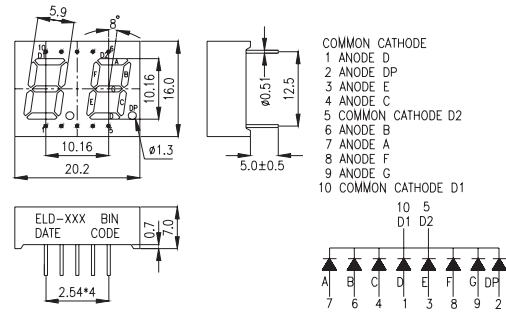 5.9
8°
10
D1
D2
6
A
F
B
G
E
C
D
DP
1
5
10.16
16.0
10.16
20.2
ø1.3
ø0.51
12.5
5.0±0.5
COMMON CATHODE
1 ANODE D
2 ANODE DP
3 ANODE E
4 ANODE C
5 COMMON CATHODE D2
6 ANODE B
7 ANODE A
8 ANODE F
9 ANODE G
10 COMMON CATHODE D1
ELD-XXX BIN
DATE CODE
0.7
7.0
2.54*4
10 5
D1 D2
A B C D E F G DP
7 6 4 1 3 8 9 2